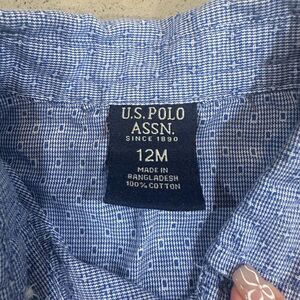 U.S. POLO
ASSN.
SINCE 1890
12M
MADE IN
BANGLADESH
100% COTTON